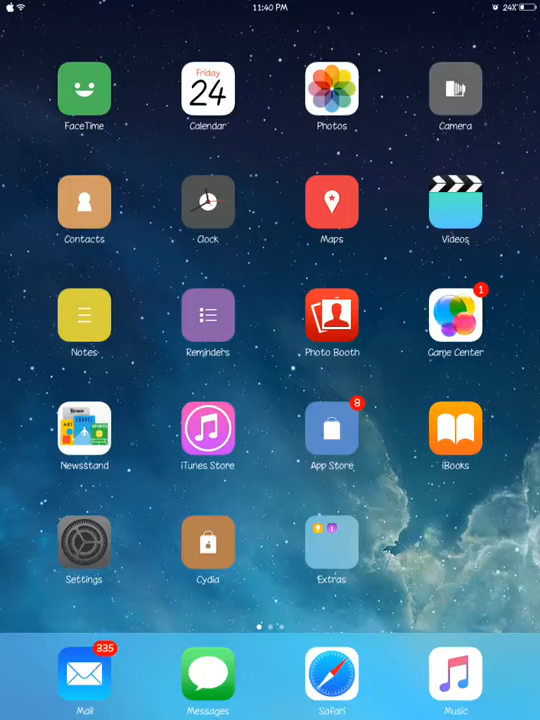 11:40 PM
24%
Friday
24
FaceTime
Calendar
Photos
Camera
Contacts
Clock
Maps
Videos
1
Notes
Reminders
Photo Booth
Game Center
8
Newsstand
iTunes Store
App Store
iBooks
Settings
Cydia
Extras
335
Mail
Messages
Safari
Music